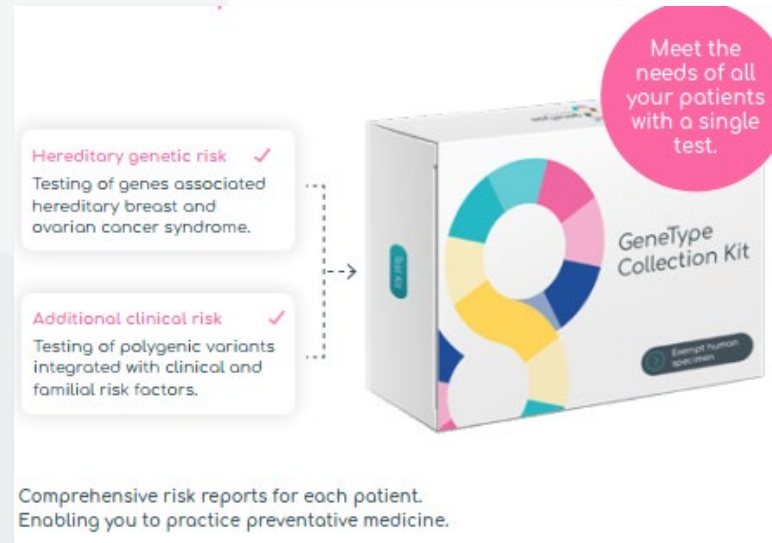 Meet the
needs of all
your patients
with a single
test.
Hereditary genetic risk
Testing of genes associated
hereditary breast and
ovarian cancer syndrome.
Additional clinical risk
Testing of polygenic variants
integrated with clinical and
familial risk factors.
Test Kit
GeneType
Collection Kit
Exempt human
specimen
Comprehensive risk reports for each patient.
Enabling you to practice preventative medicine.